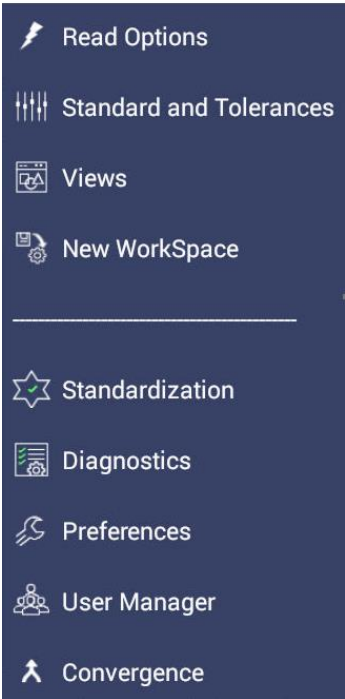 Read Options
Standard and Tolerances
Views
New WorkSpace
Standardization
Diagnostics
Preferences
User Manager
Convergence